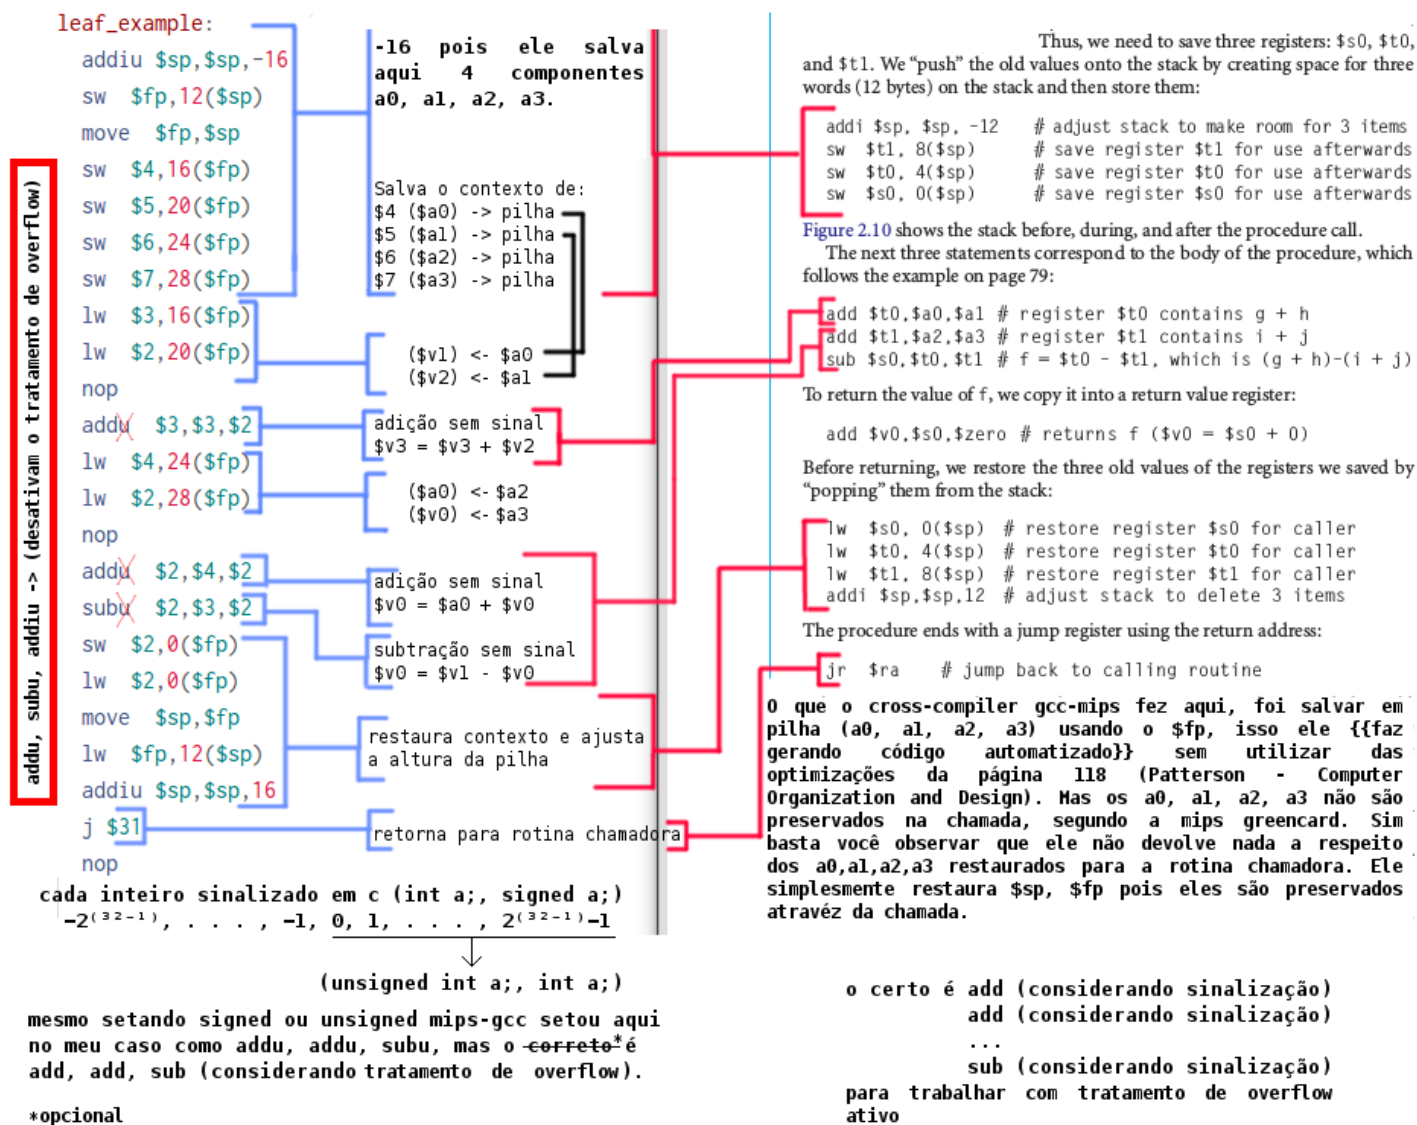 leaf_example:
addiu $sp,$sp,-16
sw $fp,12($sp)
move $fp,$sp
sw $4,16($fp)
sw $5,20($fp)
sw $6,24($fp)
sw $7,28($fp)
lw $3,16($fp)
lw $2,20($fp)
nop
addu $3,$3,$2
lw $4,24($fp)
lw $2,28($fp)
nop
addu $2,$4,$2
subu $2,$3,$2
sw $2,0($fp)
lw $2,0($fp)
move $sp,$fp
lw $fp,12($sp)
addiu $sp,$sp,16
j $31
nop
addu, subu, addiu -> (desativam o tratamento de overflow)
-16 pois ele salva
aqui 4 componentes
a0, a1, a2, a3.
Salva o contexto de:
$4 ($a0) -> pilha
$5 ($a1) -> pilha
$6 ($a2) -> pilha
$7 ($a3) -> pilha
($v1) <- $a0
($v2) <- $a1
adição sem sinal
$v3 = $v3 + $v2
($a0) <- $a2
($v0) <- $a3
adição sem sinal
$v0 = $a0 + $v0
subtração sem sinal
$v0 = $v1 - $v0
restaura contexto e ajusta
a altura da pilha
retorna para rotina chamadora
Thus, we need to save three registers: $s0, $t0,
and $t1. We “push” the old values onto the stack by creating space for three
words (12 bytes) on the stack and then store them:
addi $sp, $sp, -12 # adjust stack to make room for 3 items
sw $t1, 8($sp) # save register $t1 for use afterwards
sw $t0, 4($sp) # save register $t0 for use afterwards
sw $s0, 0($sp) # save register $s0 for use afterwards
Figure 2.10 shows the stack before, during, and after the procedure call.
The next three statements correspond to the body of the procedure, which
follows the example on page 79:
add $t0,$a0,$a1 # register $t0 contains g + h
add $t1,$a2,$a3 # register $t1 contains i + j
sub $s0,$t0,$t1 # f = $t0 - $t1, which is (g + h)-(i + j)
To return the value of f, we copy it into a return value register:
add $v0,$s0,$zero # returns f ($v0 = $s0 + 0)
Before returning, we restore the three old values of the registers we saved by
“popping” them from the stack:
lw $s0, 0($sp) # restore register $s0 for caller
lw $t0, 4($sp) # restore register $t0 for caller
lw $t1, 8($sp) # restore register $t1 for caller
addi $sp,$sp,12 # adjust stack to delete 3 items
The procedure ends with a jump register using the return address:
jr $ra # jump back to calling routine
O que o cross-compiler gcc-mips fez aqui, foi salvar em
pilha (a0, a1, a2, a3) usando o $fp, isso ele {{faz
gerando código automatizado}} sem utilizar das
optimizações da página 118 (Patterson - Computer
Organization and Design). Mas os a0, a1, a2, a3 não são
preservados na chamada, segundo a mips greencard. Sim
basta você observar que ele não devolve nada a respeito
dos a0,a1,a2,a3 restaurados para a rotina chamadora. Ele
simplesmente restaura $sp, $fp pois eles são preservados
atravéz da chamada.
cada inteiro sinalizado em c (int a;, signed a;)
−2⁽³²⁻¹⁾, . . . , −1, 0, 1, . . . , 2⁽³²⁻¹⁾−1
(unsigned int a;, int a;)
mesmo setando signed ou unsigned mips-gcc setou aqui
no meu caso como addu, addu, subu, mas o correto*é
add, add, sub (considerando tratamento de overflow).
*opcional
o certo é add (considerando sinalização)
add (considerando sinalização)
...
sub (considerando sinalização)
para trabalhar com tratamento de overflow
ativo